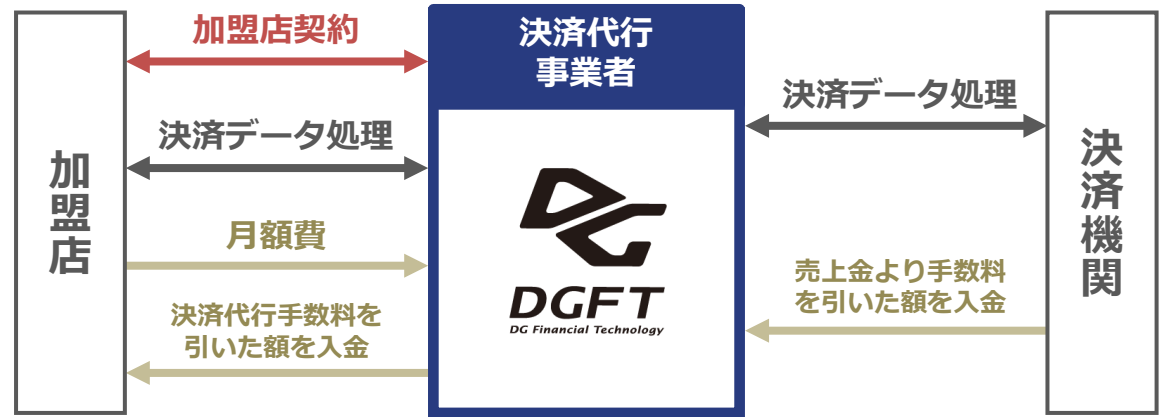 加盟店
加盟店契約
決済データ処理
月額費
決済代行手数料を
引いた額を入金
決済代行
事業者
DGFT
DG Financial Technology
決済データ処理
売上金より手数料
を引いた額を入金
決済機関